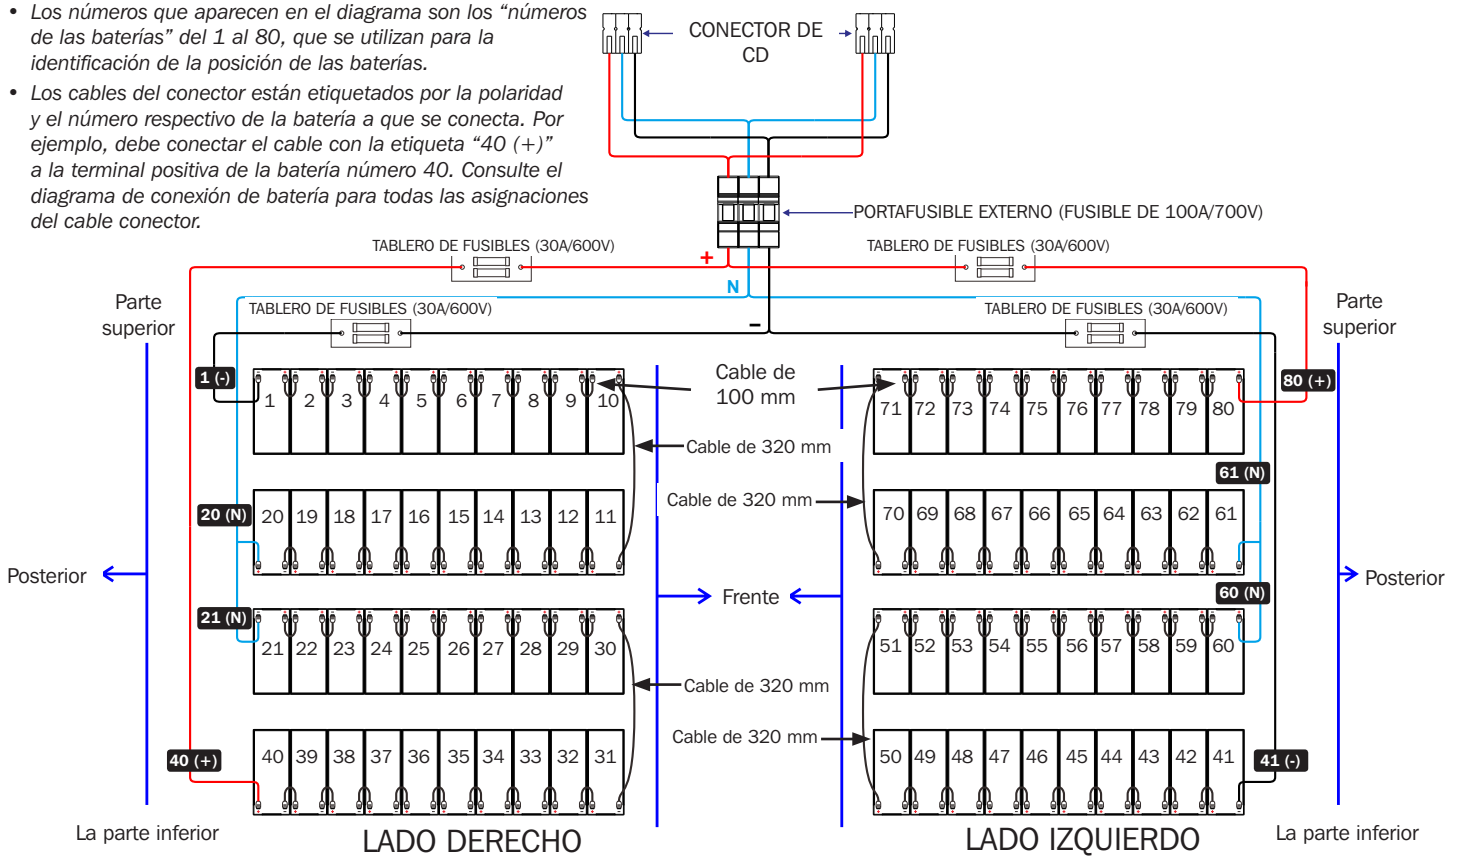 • Los números que aparecen en el diagrama son los “números
de las baterías” del 1 al 80, que se utilizan para la
identificación de la posición de las baterías.
• Los cables del conector están etiquetados por la polaridad
y el número respectivo de la batería a que se conecta. Por
ejemplo, debe conectar el cable con la etiqueta “40 (+)”
a la terminal positiva de la batería número 40. Consulte el
diagrama de conexión de batería para todas las asignaciones
del cable conector.
CONECTOR DE
CD
PORTAFUSIBLE EXTERNO (FUSIBLE DE 100A/700V)
TABLERO DE FUSIBLES (30A/600V)
TABLERO DE FUSIBLES (30A/600V)
+
N
–
TABLERO DE FUSIBLES (30A/600V)
TABLERO DE FUSIBLES (30A/600V)
Parte
superior
Parte
superior
1 (-)
80 (+)
1 2 3 4 5 6 7 8 9 10
Cable de
100 mm
71 72 73 74 75 76 77 78 79 80
Cable de 320 mm
Cable de 320 mm
61 (N)
20 (N)
20 19 18 17 16 15 14 13 12 11
70 69 68 67 66 65 64 63 62 61
Posterior
Frente
Posterior
60 (N)
21 (N)
21 22 23 24 25 26 27 28 29 30
51 52 53 54 55 56 57 58 59 60
Cable de 320 mm
Cable de 320 mm
40 (+)
41 (-)
40 39 38 37 36 35 34 33 32 31
50 49 48 47 46 45 44 43 42 41
La parte inferior
LADO DERECHO
LADO IZQUIERDO
La parte inferior